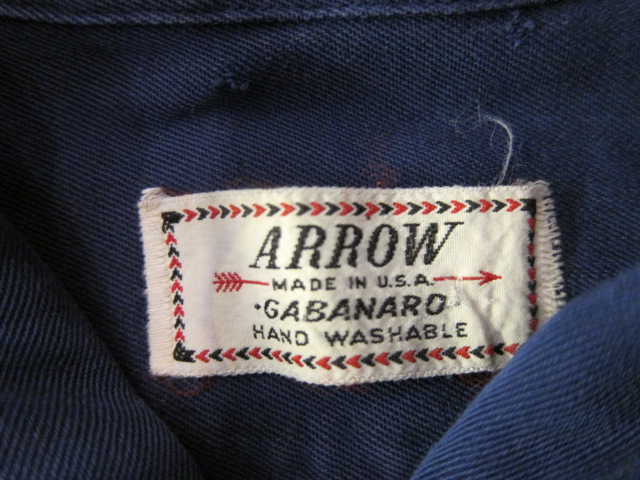 ARROW
MADE IN U.S.A.
·GABANARO
HAND WASHABLE